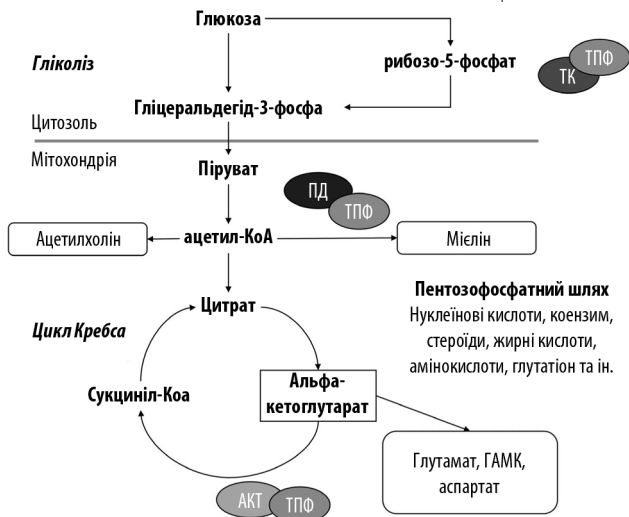 Глюкоза
Гліколіз
рибозо-5-фосфат
ТПФ
ТК
Гліцеральдегід-3-фосфа
Цитозоль
Мітохондрія
Піруват
ПД
ТПФ
Ацетилхолін
ацетил-КоА
Мієлін
Цитрат
Цикл Кребса
Пентозофосфатний шлях
Нуклеїнові кислоти, коензим,
стероїди, жирні кислоти,
амінокислоти, глутатіон та ін.
Сукциніл-Коа
Альфа-
кетоглутарат
Глутамат, ГАМК,
аспартат
АКТ
ТПФ